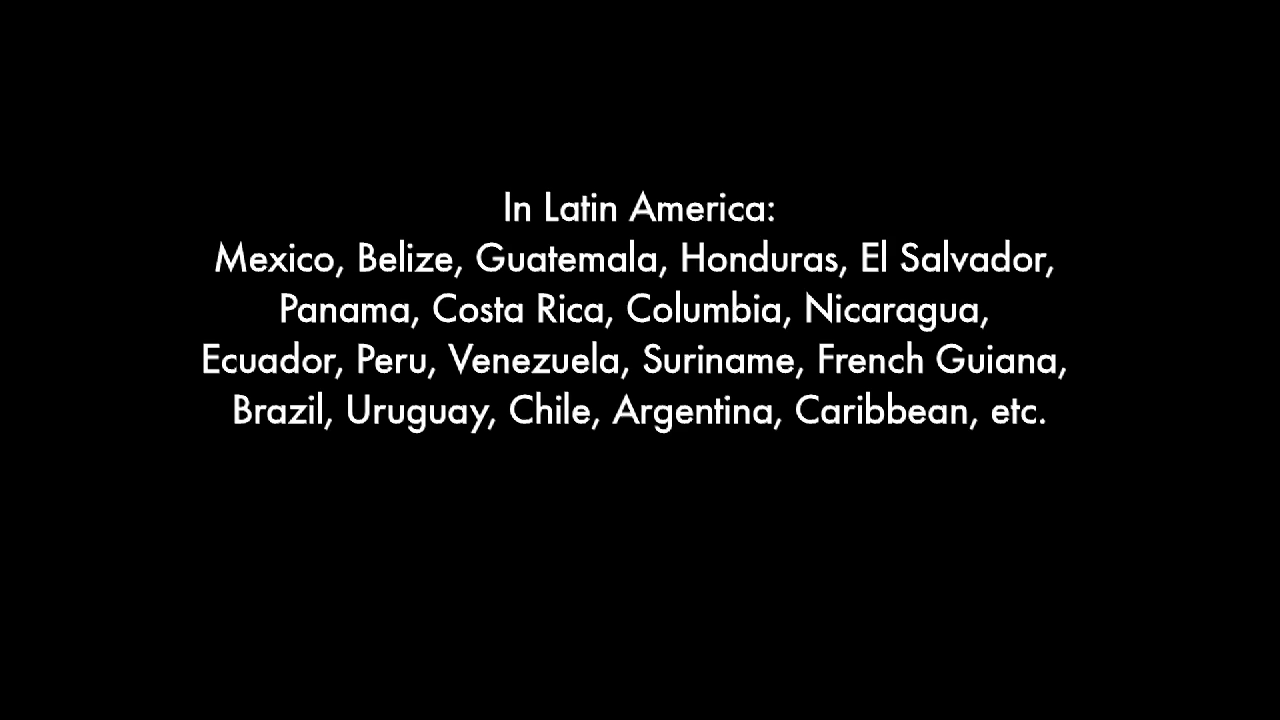 In Latin America:
Mexico, Belize, Guatemala, Honduras, El Salvador,
Panama, Costa Rica, Columbia, Nicaragua,
Ecuador, Peru, Venezuela, Suriname, French Guiana,
Brazil, Uruguay, Chile, Argentina, Caribbean, etc.